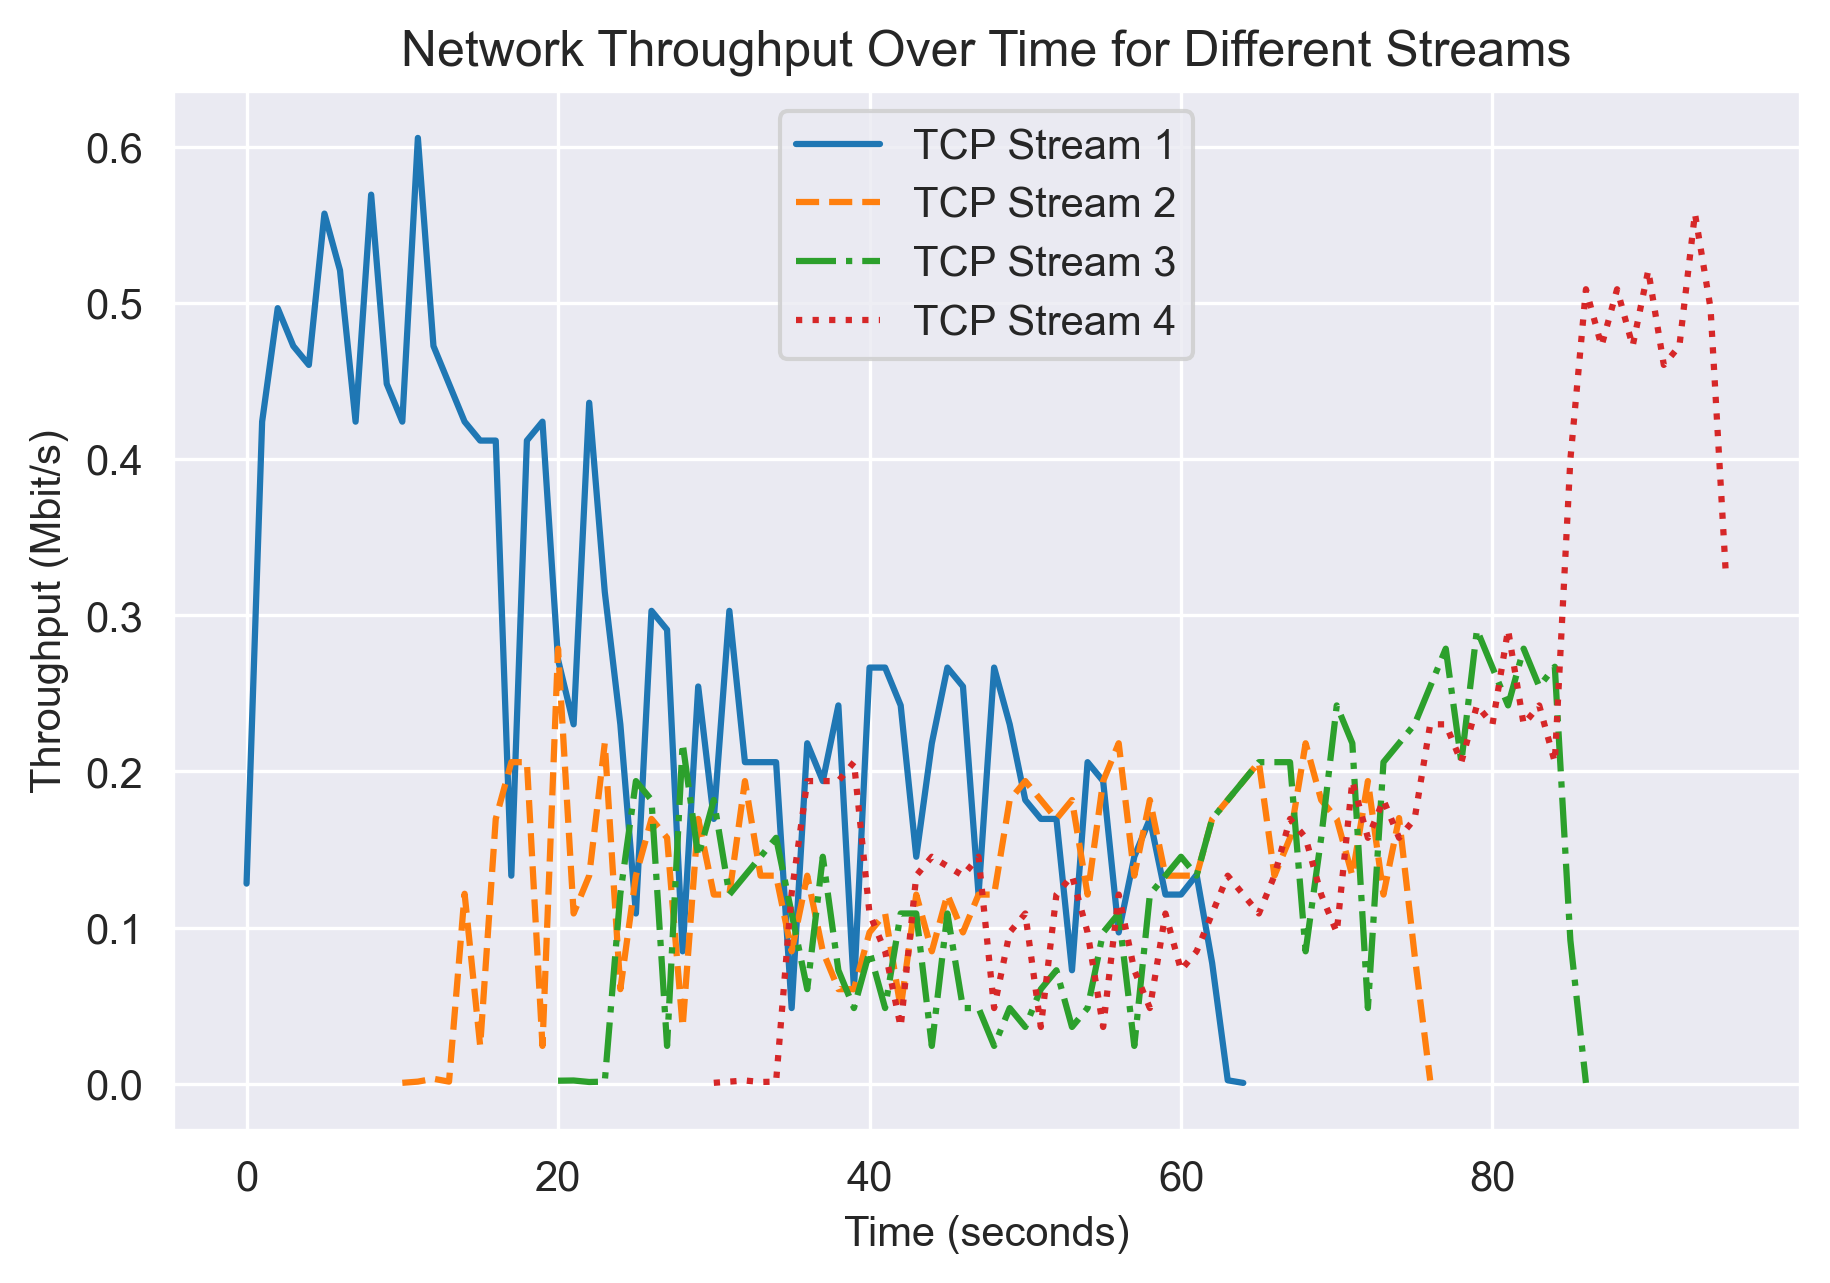 Network Throughput Over Time for Different Streams
TCP Stream 1
TCP Stream 2
TCP Stream 3
TCP Stream 4
Throughput (Mbit/s)
0.6
0.5
0.4
0.3
0.2
0.1
0.0
0 20 40 60 80
Time (seconds)